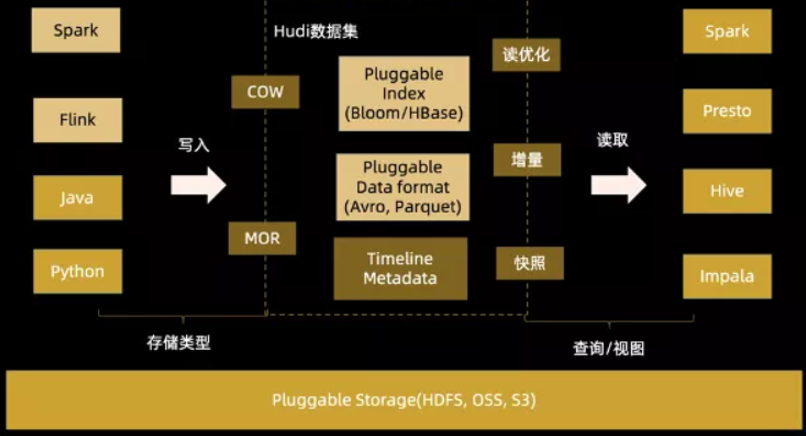 Spark
Flink
Java
Python
写入
存储类型
Hudi数据集
COW
MOR
Pluggable
Index
(Bloom/HBase)
Pluggable
Data format
(Avro, Parquet)
Timeline
Metadata
读优化
增量
快照
读取
查询/视图
Spark
Presto
Hive
Impala
Pluggable Storage(HDFS, OSS, S3)